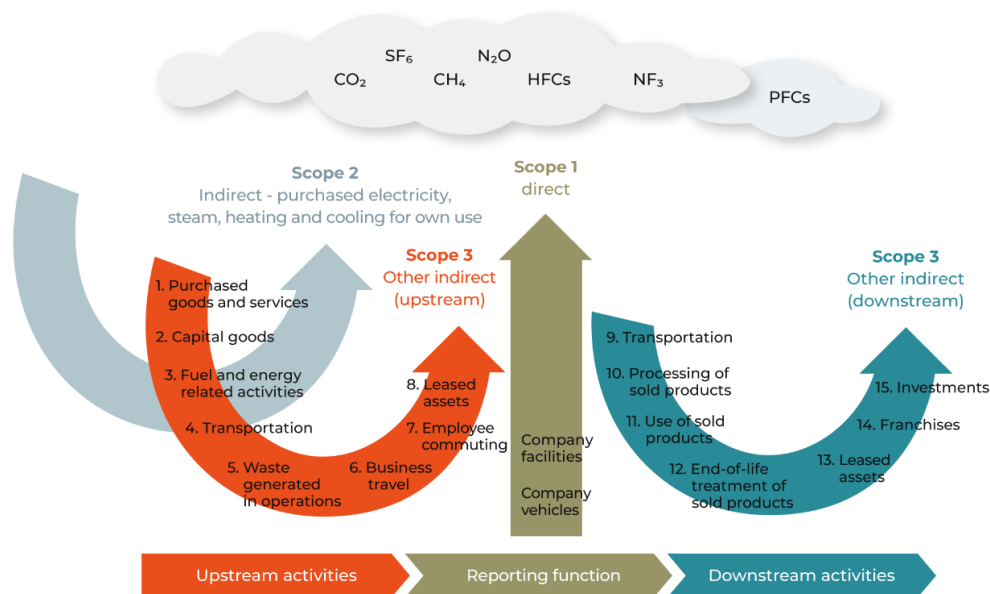 SF₆
N₂O
CO₂
CH₄
HFCs
NF₃
PFCs
Scope 2
Indirect - purchased electricity,
steam, heating and cooling for own use
Scope 1
direct
Scope 3
Other indirect
(upstream)
Scope 3
Other indirect
(downstream)
1. Purchased
goods and services
2. Capital goods
3. Fuel and energy
related activities
4. Transportation
5. Waste
generated
in operations
6. Business
travel
7. Employee
commuting
8. Leased
assets
Company
facilities
Company
vehicles
9. Transportation
10. Processing of
sold products
11. Use of sold
products
12. End-of-life
treatment of
sold products
13. Leased
assets
14. Franchises
15. Investments
Upstream activities
Reporting function
Downstream activities